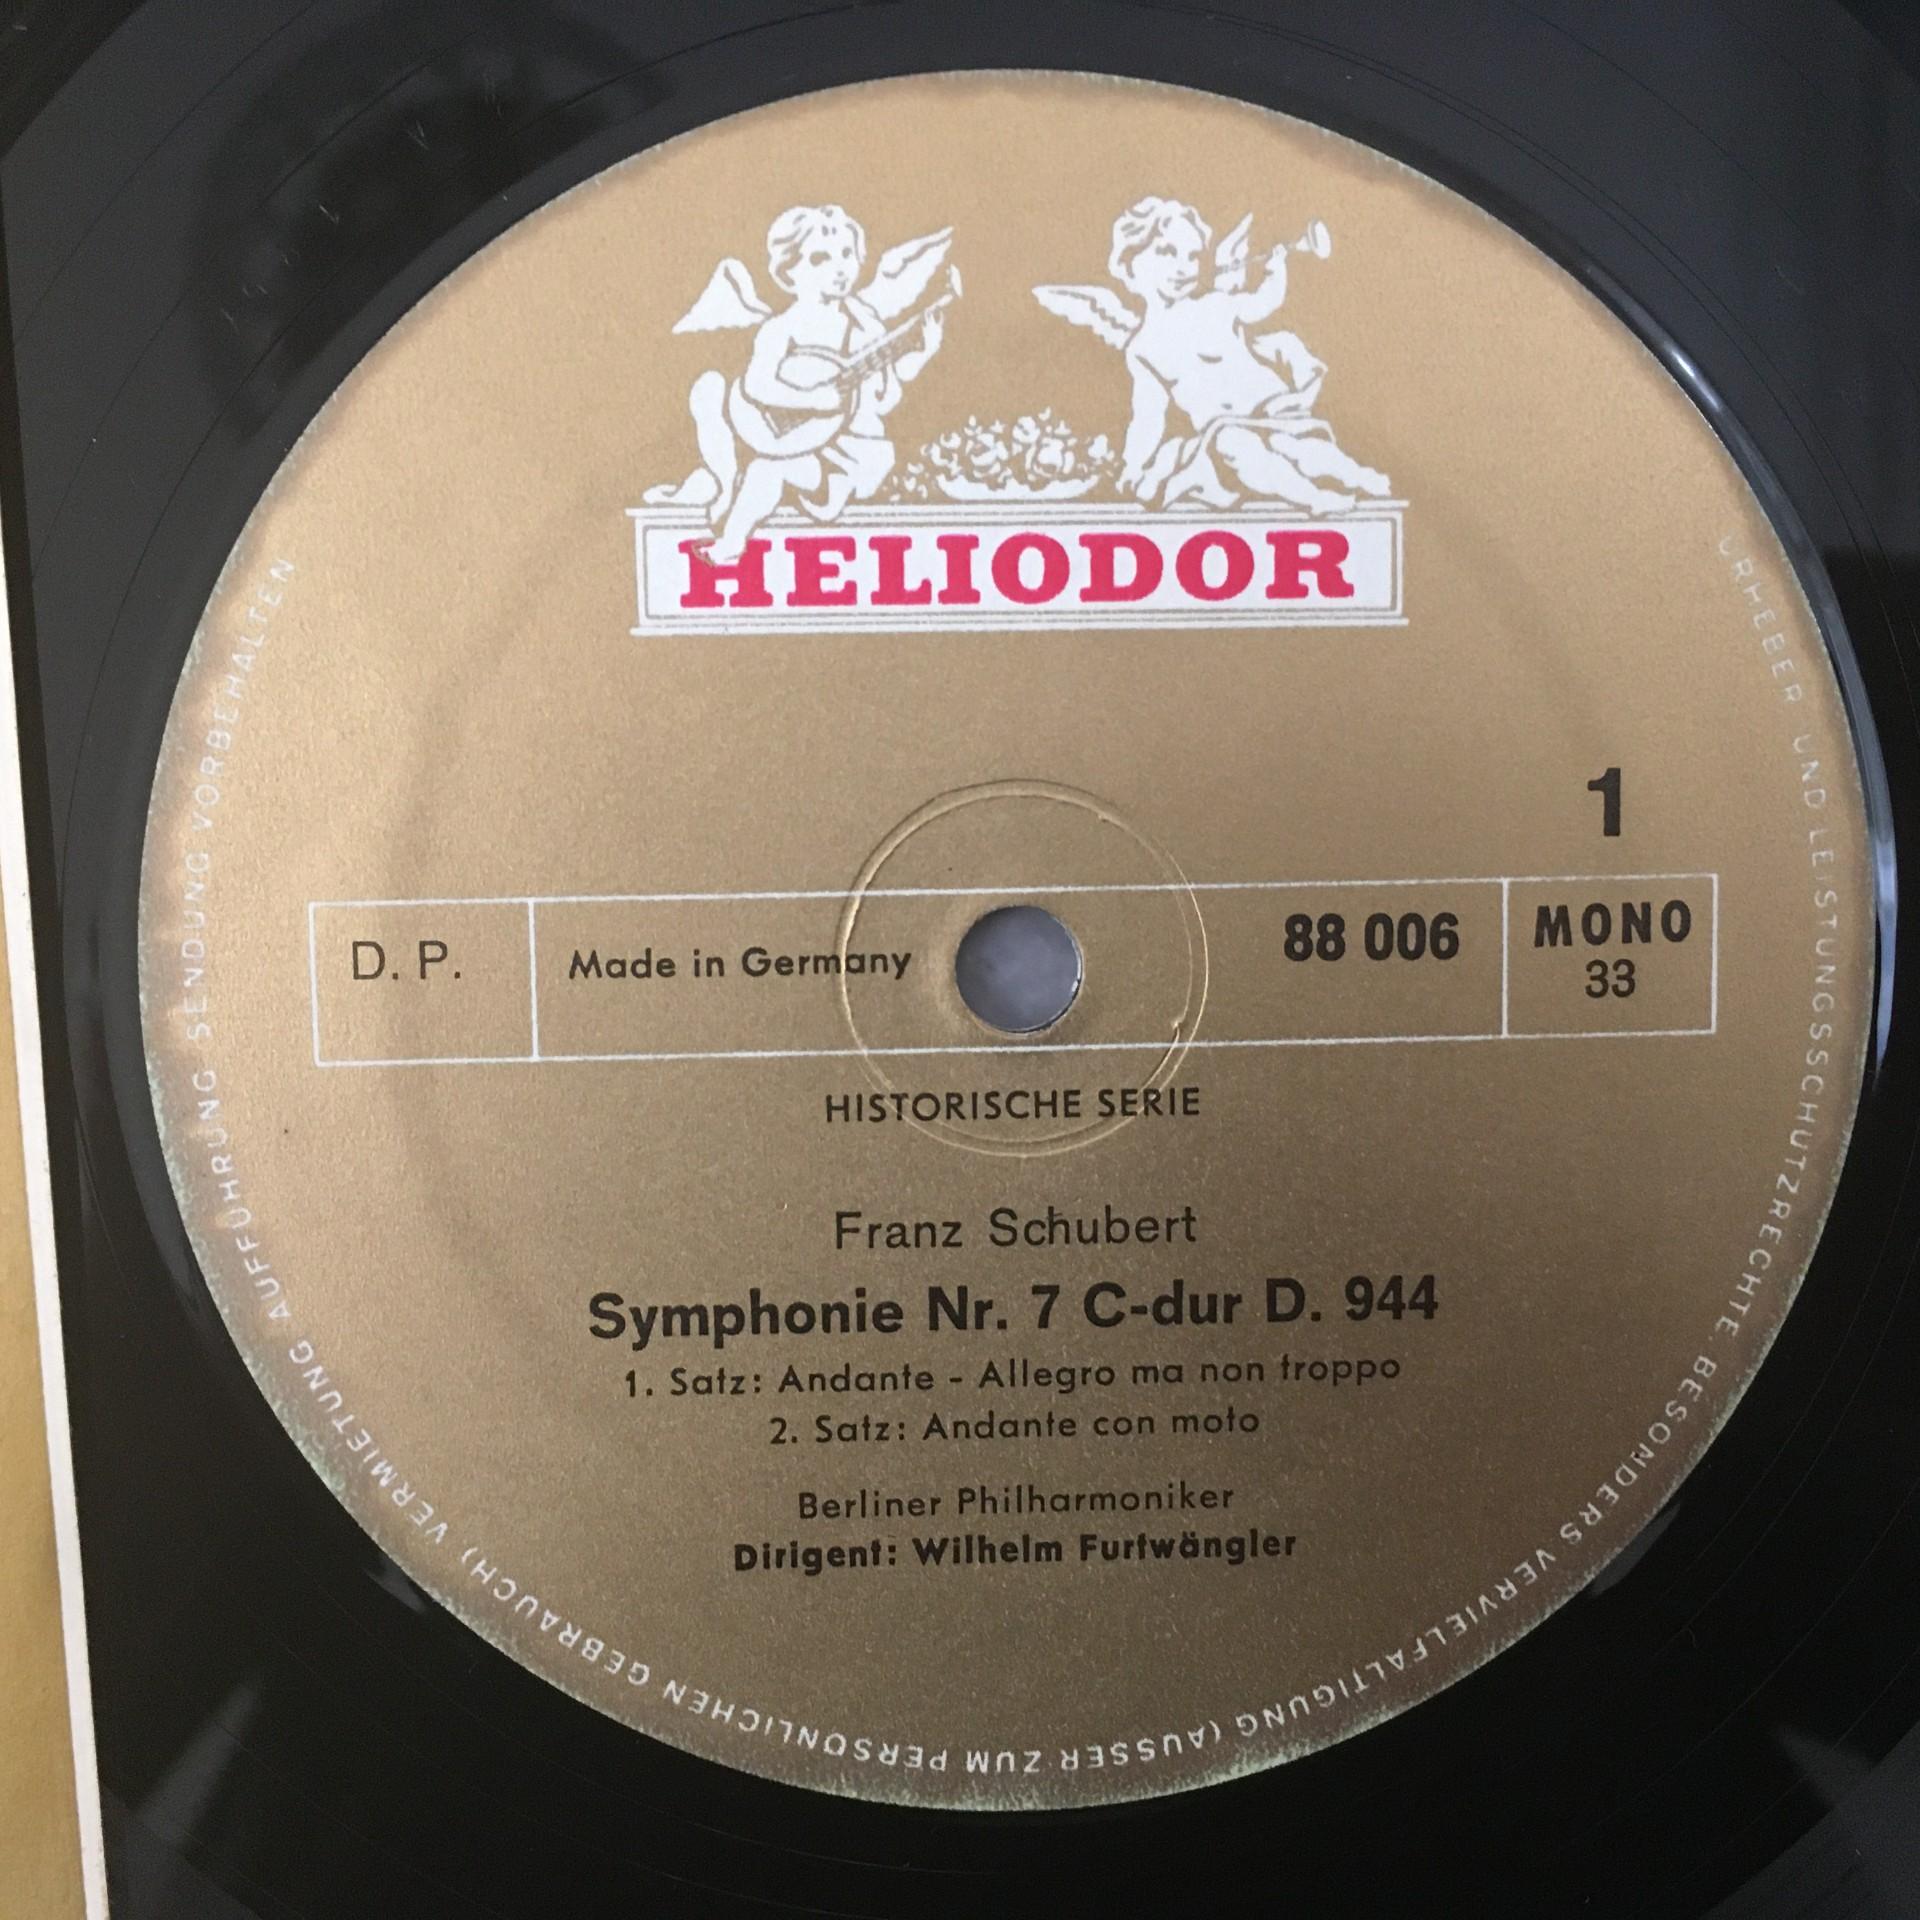 HELIODOR
1
D. P.
Made in Germany
88 006
MONO
33
HISTORISCHE SERIE
Franz Schubert
Symphonie Nr. 7 C-dur D. 944
1. Satz: Andante - Allegro ma non troppo
2. Satz: Andante con moto
Berliner Philharmoniker
Dirigent: Wilhelm Furtwängler
URHEBER UND LEISTUNGSSCHUTZRECHTE, BESONDERS VERVIELFÄLTIGUNG (AUSSER ZUM PERSÖNLICHEN GEBRAUCH) VERMIETUNG AUFFÜHRUNG SENDUNG VORBEHALTEN